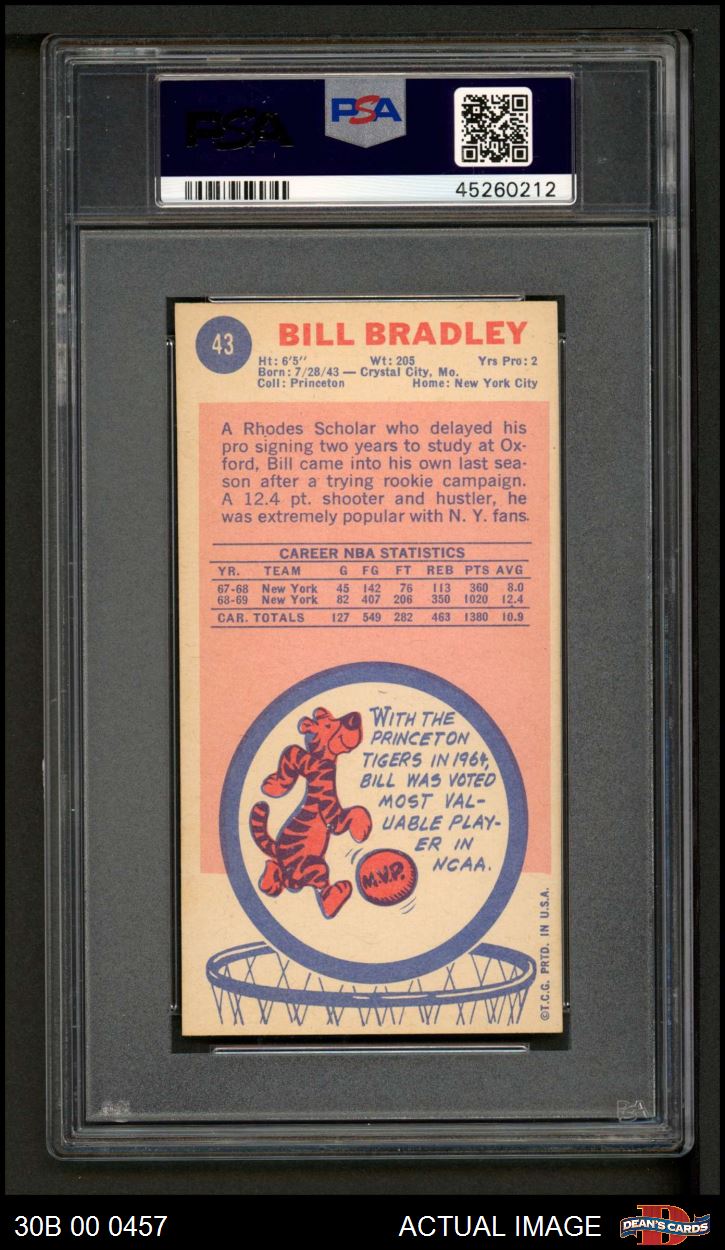 PSA
PSA
45260212
43
BILL BRADLEY
Ht: 6'5" Wt: 205 Yrs Pro: 2
Born: 7/28/43 — Crystal City, Mo.
Coll: Princeton Home: New York City
A Rhodes Scholar who delayed his
pro signing two years to study at Ox-
ford, Bill came into his own last sea-
son after a trying rookie campaign.
A 12.4 pt. shooter and hustler, he
was extremely popular with N. Y. fans.
CAREER NBA STATISTICS
YR. TEAM G FG FT REB PTS AVG
67-68 New York 45 142 76 113 360 8.0
68-69 New York 82 407 206 350 1020 12.4
CAR. TOTALS 127 549 282 463 1380 10.9
WITH THE
PRINCETON
TIGERS IN 1964,
BILL WAS VOTED
MOST VAL-
UABLE PLAY-
ER IN
NCAA.
M.V.P.
©T.C.G. PRTD. IN U.S.A.
PSA
30B 00 0457 ACTUAL IMAGE
DEAN'S CARDS